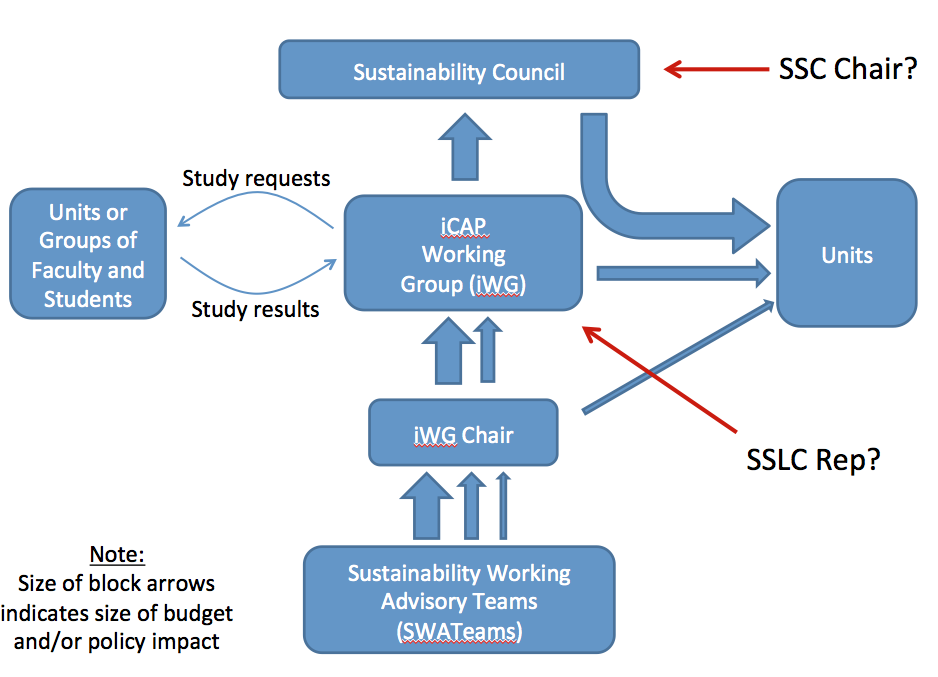 Sustainability Council
SSC Chair?
Study requests
Units or
Groups of
Faculty and
Students
iCAP
Working
Group (iWG)
Units
Study results
iWG Chair
SSLC Rep?
Note:
Size of block arrows
indicates size of budget
and/or policy impact
Sustainability Working
Advisory Teams
(SWATeams)